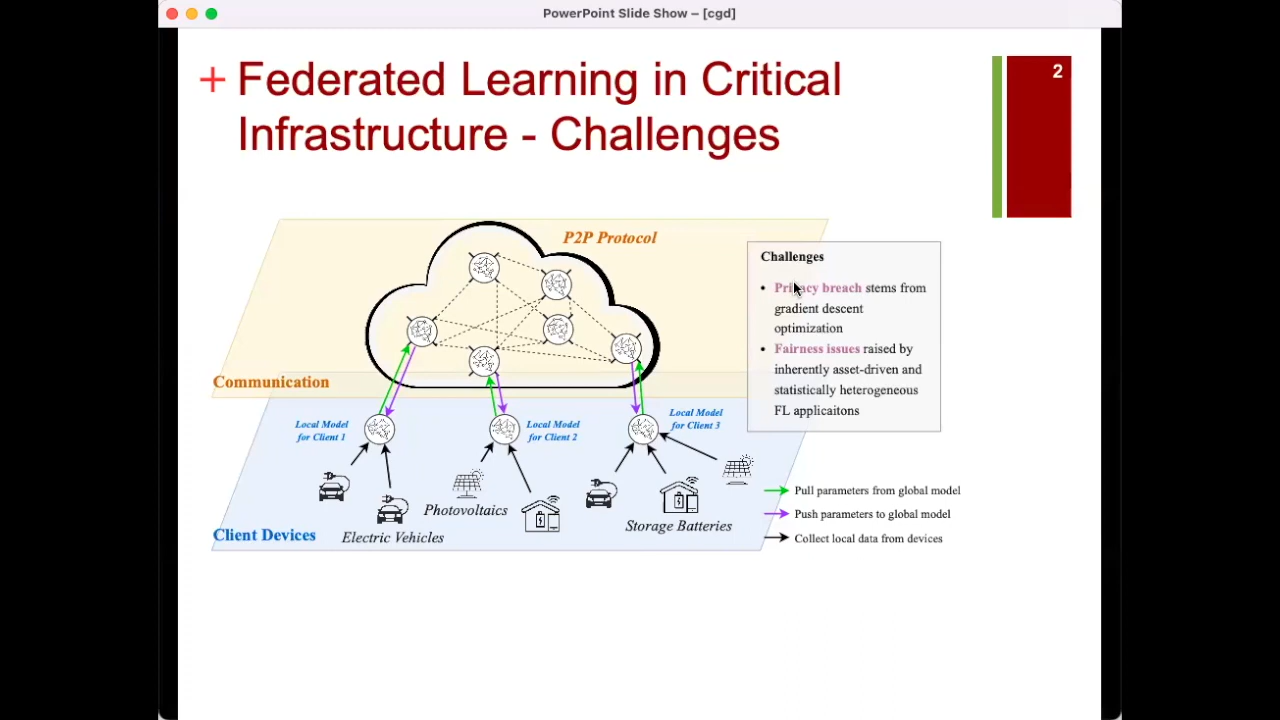 PowerPoint Slide Show – [cgd]
2
+ Federated Learning in Critical
Infrastructure - Challenges
P2P Protocol
Communication
Challenges
• Privacy breach stems from
gradient descent
optimization
• Fairness issues raised by
inherently asset-driven and
statistically heterogeneous
FL applicaitons
Local Model
for Client 1
Local Model
for Client 2
Local Model
for Client 3
Photovoltaics
Electric Vehicles
Storage Batteries
Client Devices
Pull parameters from global model
Push parameters to global model
Collect local data from devices